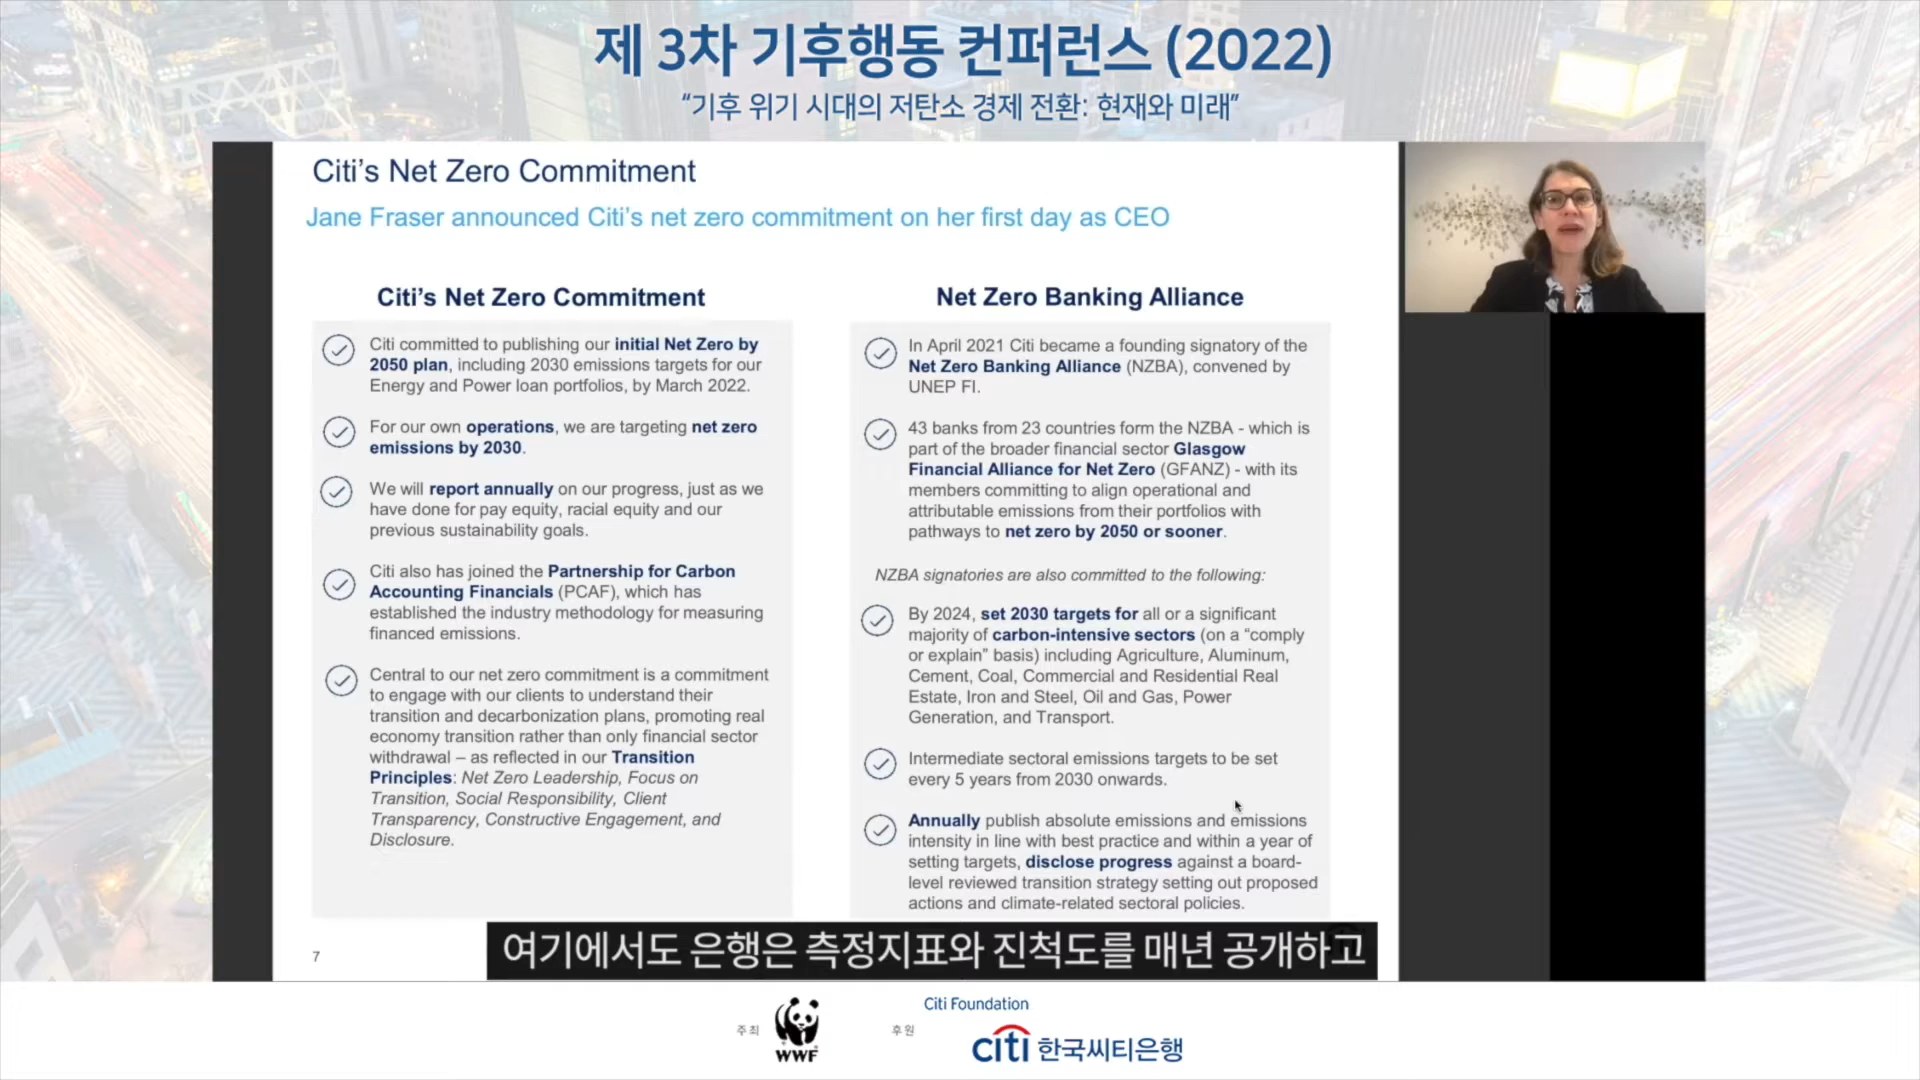 제 3차 기후행동 컨퍼런스 (2022)
“기후 위기 시대의 저탄소 경제 전환: 현재와 미래”
Citi’s Net Zero Commitment
Jane Fraser announced Citi’s net zero commitment on her first day as CEO
Citi’s Net Zero Commitment
Citi committed to publishing our initial Net Zero by
2050 plan, including 2030 emissions targets for our
Energy and Power loan portfolios, by March 2022.
For our own operations, we are targeting net zero
emissions by 2030.
We will report annually on our progress, just as we
have done for pay equity, racial equity and our
previous sustainability goals.
Citi also has joined the Partnership for Carbon
Accounting Financials (PCAF), which has
established the industry methodology for measuring
financed emissions.
Central to our net zero commitment is a commitment
to engage with our clients to understand their
transition and decarbonization plans, promoting real
economy transition rather than only financial sector
withdrawal – as reflected in our Transition
Principles: Net Zero Leadership, Focus on
Transition, Social Responsibility, Client
Transparency, Constructive Engagement, and
Disclosure.
Net Zero Banking Alliance
In April 2021 Citi became a founding signatory of the
Net Zero Banking Alliance (NZBA), convened by
UNEP FI.
43 banks from 23 countries form the NZBA - which is
part of the broader financial sector Glasgow
Financial Alliance for Net Zero (GFANZ) - with its
members committing to align operational and
attributable emissions from their portfolios with
pathways to net zero by 2050 or sooner.
NZBA signatories are also committed to the following:
By 2024, set 2030 targets for all or a significant
majority of carbon-intensive sectors (on a “comply
or explain” basis) including Agriculture, Aluminum,
Cement, Coal, Commercial and Residential Real
Estate, Iron and Steel, Oil and Gas, Power
Generation, and Transport.
Intermediate sectoral emissions targets to be set
every 5 years from 2030 onwards.
Annually publish absolute emissions and emissions
intensity in line with best practice and within a year of
setting targets, disclose progress against a board-
level reviewed transition strategy setting out proposed
actions and climate-related sectoral policies.
7
여기에서도 은행은 측정지표와 진척도를 매년 공개하고
주최
WWF
후원
Citi Foundation
citi 한국씨티은행